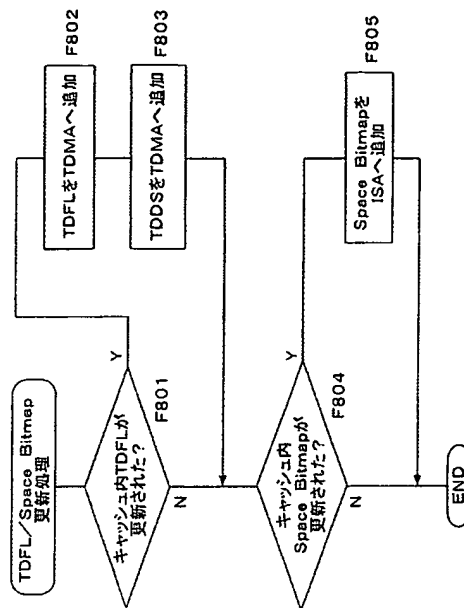 TDFL/Space Bitmap
更新処理
キャッシュ内TDFLが
更新された?
F801
Y
N
TDFLをTDMAへ追加
F802
TDDSをTDMAへ追加
F803
キャッシュ内
Space Bitmapが
更新された?
F804
Y
N
Space Bitmapを
ISAへ追加
F805
END